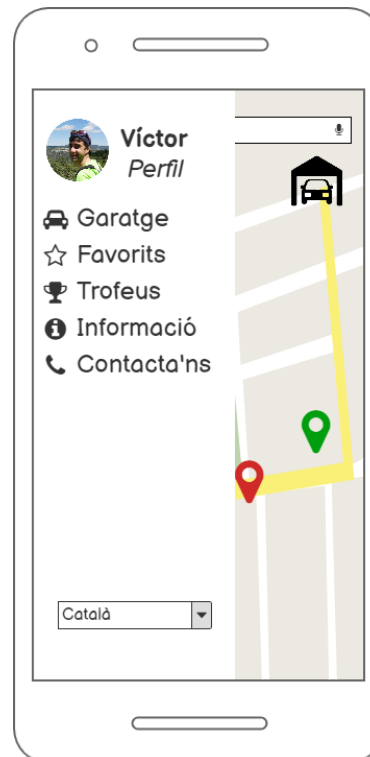 Víctor
Perfil
Garatge
Favorits
Trofeus
Informació
Contacta'ns
Català